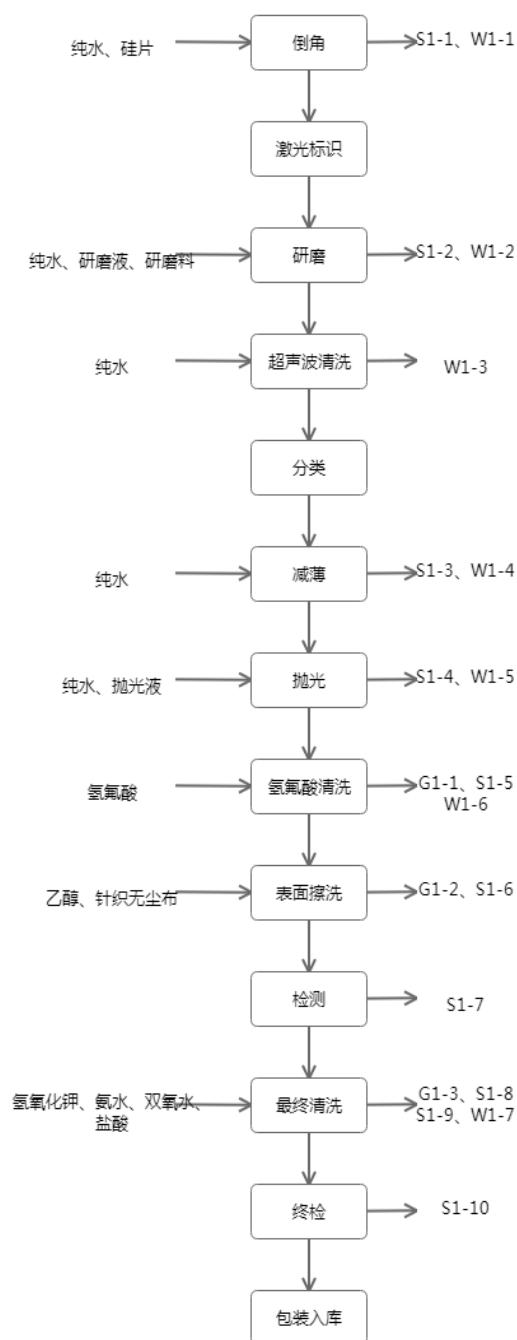 纯水、硅片
倒角
S1-1、W1-1
激光标识
纯水、研磨液、研磨料
研磨
S1-2、W1-2
纯水
超声波清洗
W1-3
分类
纯水
减薄
S1-3、W1-4
纯水、抛光液
抛光
S1-4、W1-5
氢氟酸
氢氟酸清洗
G1-1、S1-5
W1-6
乙醇、针织无尘布
表面擦洗
G1-2、S1-6
检测
S1-7
氢氧化钾、氨水、双氧水、
盐酸
最终清洗
G1-3、S1-8
S1-9、W1-7
终检
S1-10
包装入库